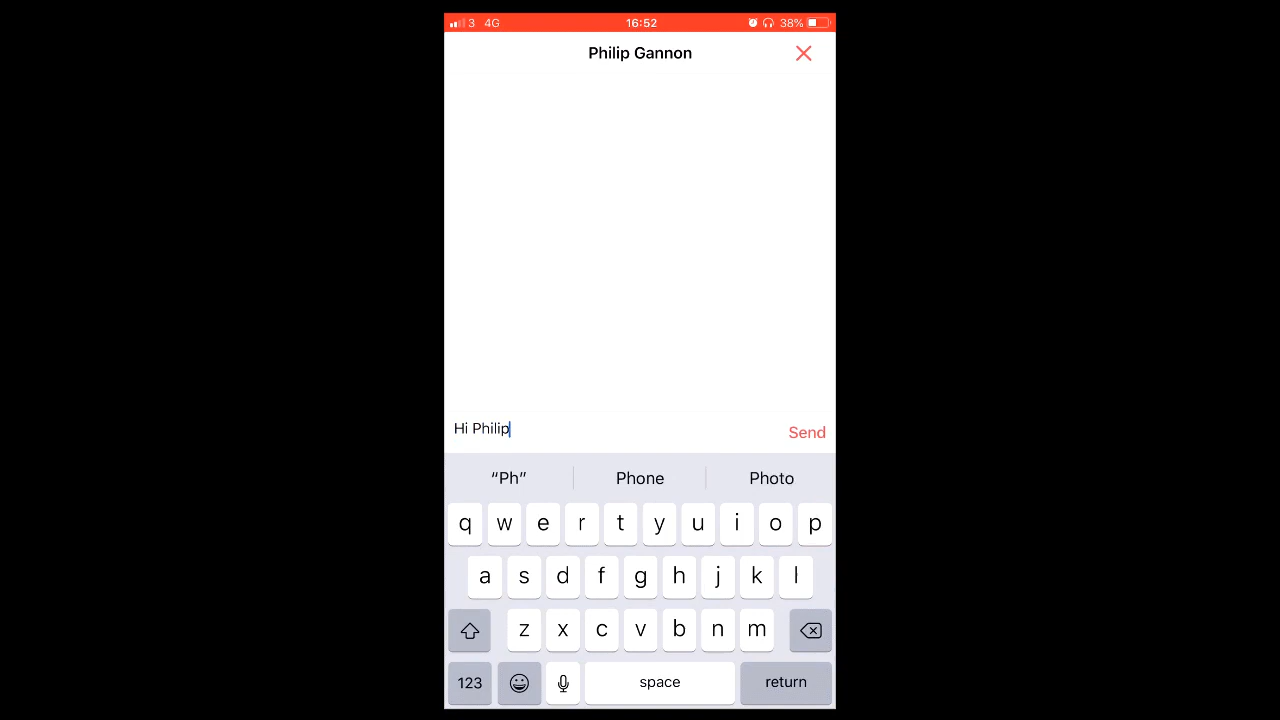 3 4G 16:52 38%
Philip Gannon
Hi Philip
Send
“Ph” Phone Photo
q w e r t y u i o p
a s d f g h j k l
z x c v b n m
123 space return